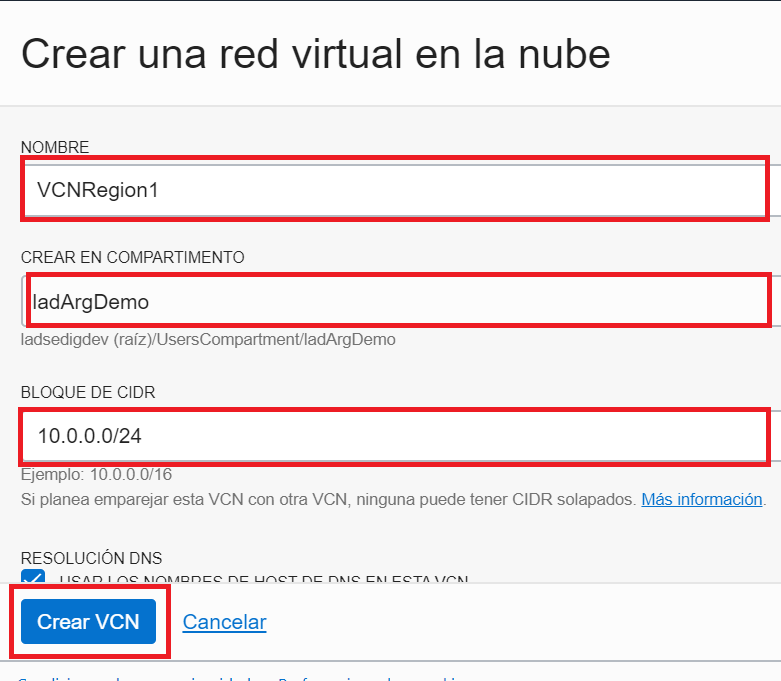 Crear una red virtual en la nube
NOMBRE
VCNRegion1
CREAR EN COMPARTIMENTO
ladArgDemo
ladsedigdev (raíz)/UsersCompartment/ladArgDemo
BLOQUE DE CIDR
10.0.0.0/24
Ejemplo: 10.0.0.0/16
Si planea emparejar esta VCN con otra VCN, ninguna puede tener CIDR solapados. Más información.
RESOLUCIÓN DNS
USAR LOS NOMBRES DE HOST DE DNS EN ESTA VCN
Crear VCN Cancelar